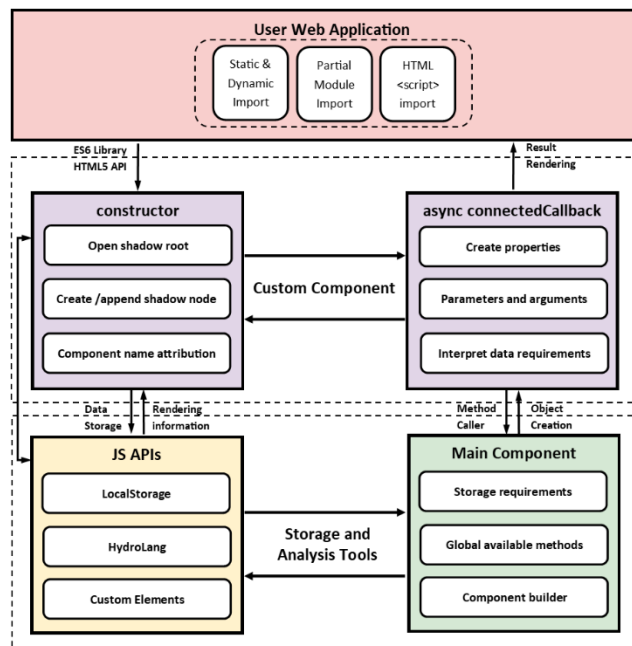 User Web Application
Static &
Dynamic
Import
Partial
Module
Import
HTML
<script>
import
ES6 Library
HTML5 API
Result
Rendering
constructor
Open shadow root
Create /append shadow node
Component name attribution
Custom Component
async connectedCallback
Create properties
Parameters and arguments
Interpret data requirements
Data
Storage
Rendering
information
Method
Caller
Object
Creation
JS APIs
LocalStorage
HydroLang
Custom Elements
Storage and
Analysis Tools
Main Component
Storage requirements
Global available methods
Component builder